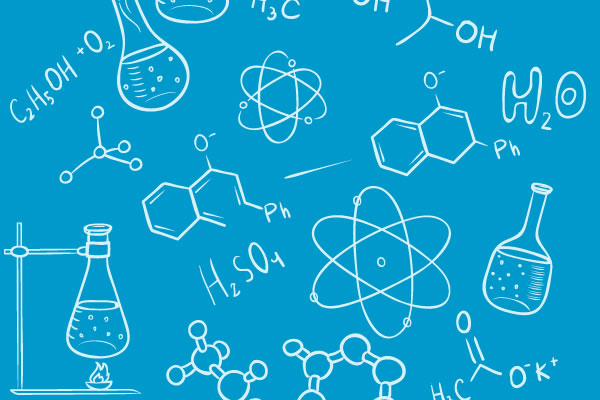 H₃C
OH
OH
C₂H₅OH + O₂
O⁻
H₂O
O⁻
Ph
Ph
H₂SO₄
O
O⁻K⁺
H₃C